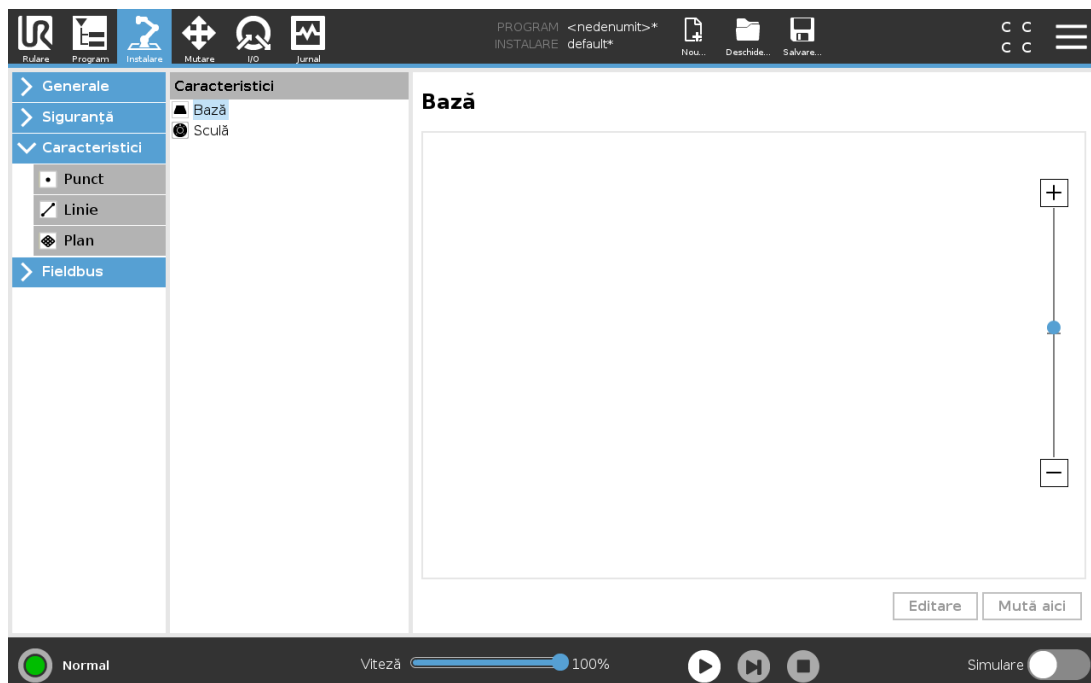 UR
Rulare
Program
Instalare
Mutare
I/O
Jurnal
PROGRAM <nedenumit>*
INSTALARE default*
Nou...
Deschide...
Salvare...
C C
C C
Generale
Siguranță
Caracteristici
Punct
Linie
Plan
Fieldbus
Caracteristici
Bază
Sculă
Bază
Editare
Mută aici
Normal
Viteză
100%
Simulare